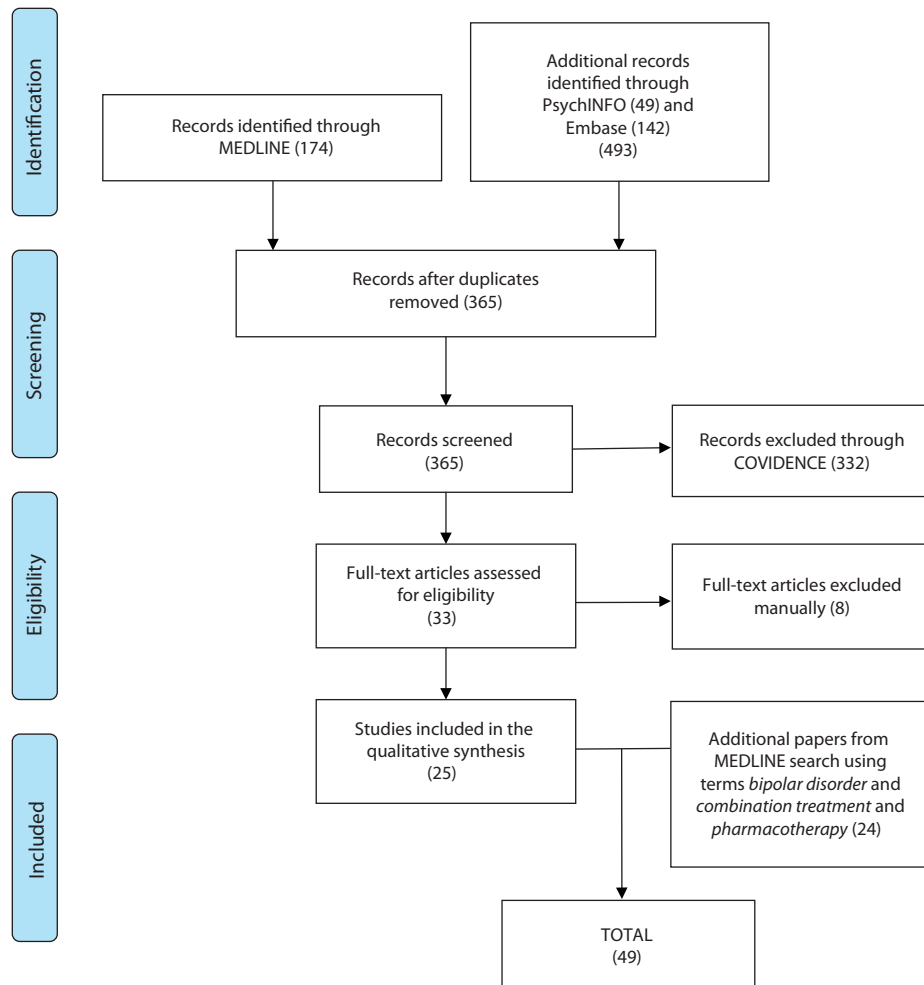 Identification
Records identified through
MEDLINE (174)
Additional records
identified through
PsychINFO (49) and
Embase (142)
(493)
Screening
Records after duplicates
removed (365)
Records screened
(365)
Records excluded through
COVIDENCE (332)
Eligibility
Full-text articles assessed
for eligibility
(33)
Full-text articles excluded
manually (8)
Included
Studies included in the
qualitative synthesis
(25)
Additional papers from
MEDLINE search using
terms bipolar disorder and
combination treatment and
pharmacotherapy (24)
TOTAL
(49)